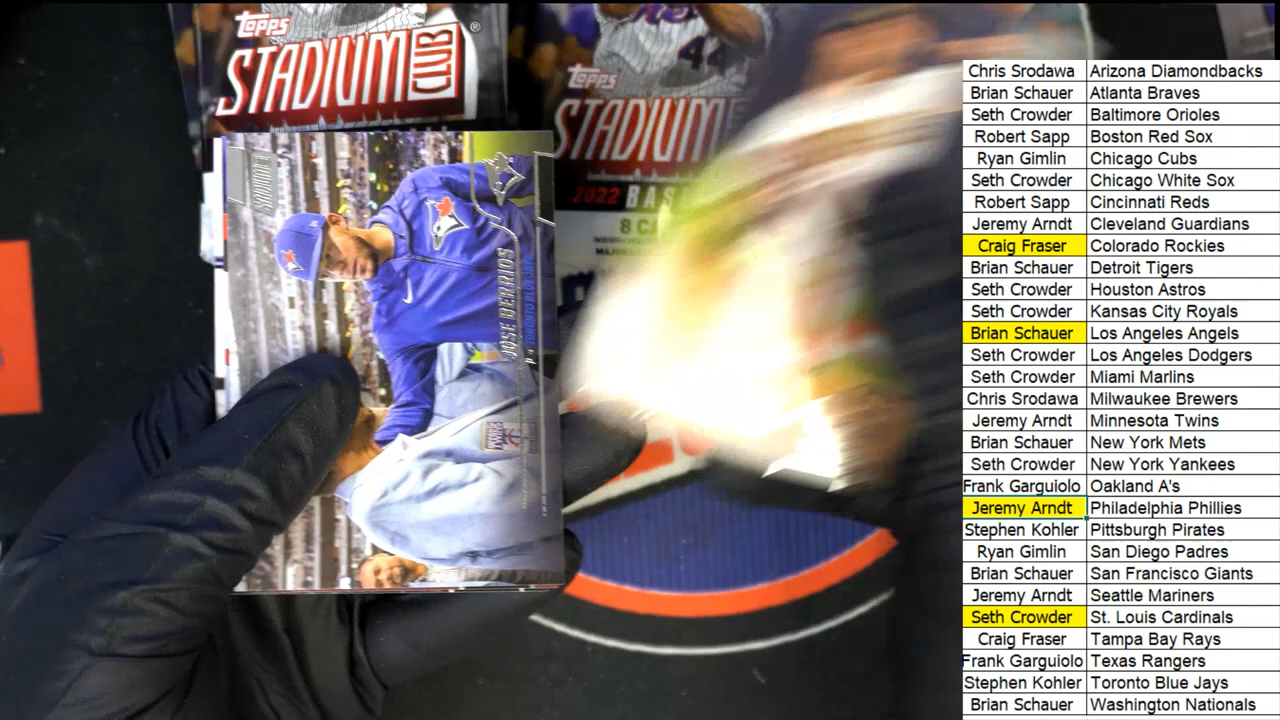 TOPPS
STADIUM
CLUB
®
TOPPS
STADIUM
2022 BAS
8 CA
STADIUM
JOSE BERRIOS
Chris Srodawa Arizona Diamondbacks
Brian Schauer Atlanta Braves
Seth Crowder Baltimore Orioles
Robert Sapp Boston Red Sox
Ryan Gimlin Chicago Cubs
Seth Crowder Chicago White Sox
Robert Sapp Cincinnati Reds
Jeremy Arndt Cleveland Guardians
Craig Fraser Colorado Rockies
Brian Schauer Detroit Tigers
Seth Crowder Houston Astros
Seth Crowder Kansas City Royals
Brian Schauer Los Angeles Angels
Seth Crowder Los Angeles Dodgers
Seth Crowder Miami Marlins
Chris Srodawa Milwaukee Brewers
Jeremy Arndt Minnesota Twins
Brian Schauer New York Mets
Seth Crowder New York Yankees
Frank Garguiolo Oakland A's
Jeremy Arndt Philadelphia Phillies
Stephen Kohler Pittsburgh Pirates
Ryan Gimlin San Diego Padres
Brian Schauer San Francisco Giants
Jeremy Arndt Seattle Mariners
Seth Crowder St. Louis Cardinals
Craig Fraser Tampa Bay Rays
Frank Garguiolo Texas Rangers
Stephen Kohler Toronto Blue Jays
Brian Schauer Washington Nationals